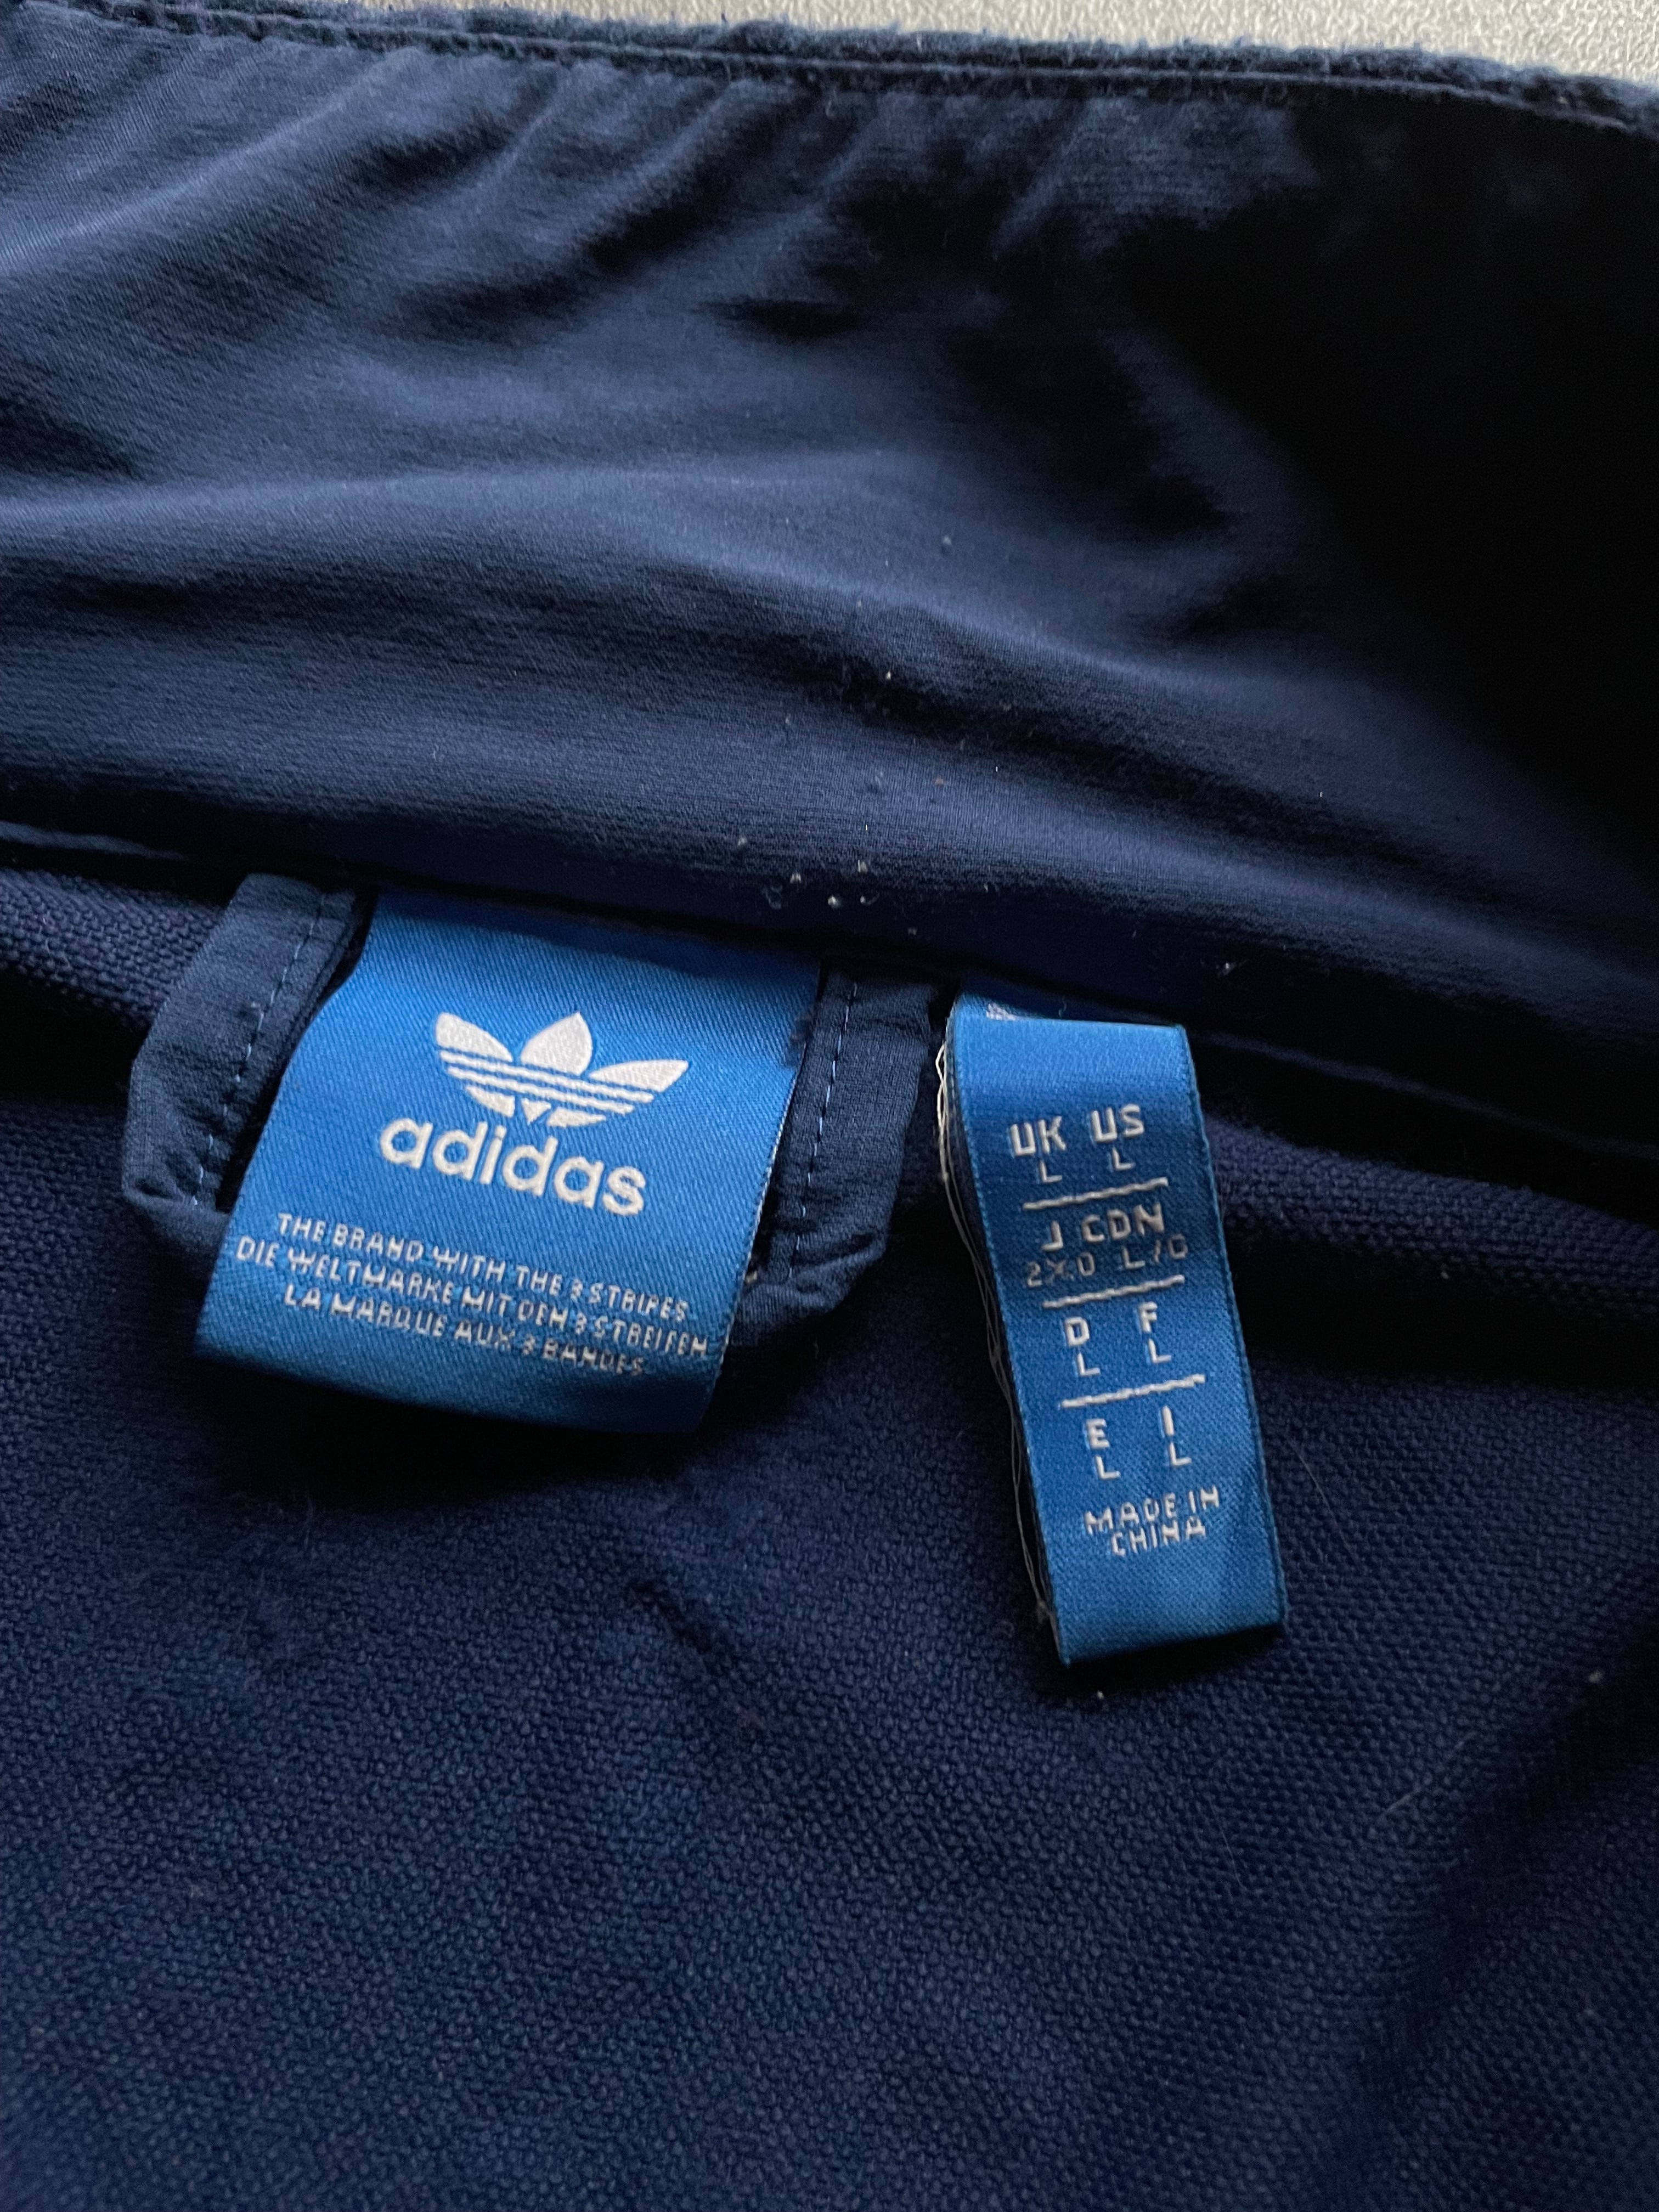 adidas
THE BRAND WITH THE 3 STRIPES
DIE WELTMARKE MIT DEN 3 STREIFEN
LA MARQUE AUX 3 BANDES
UK US
L L
J CDN
2XO L/G
D F
L L
E I
L L
MADE IN
CHINA